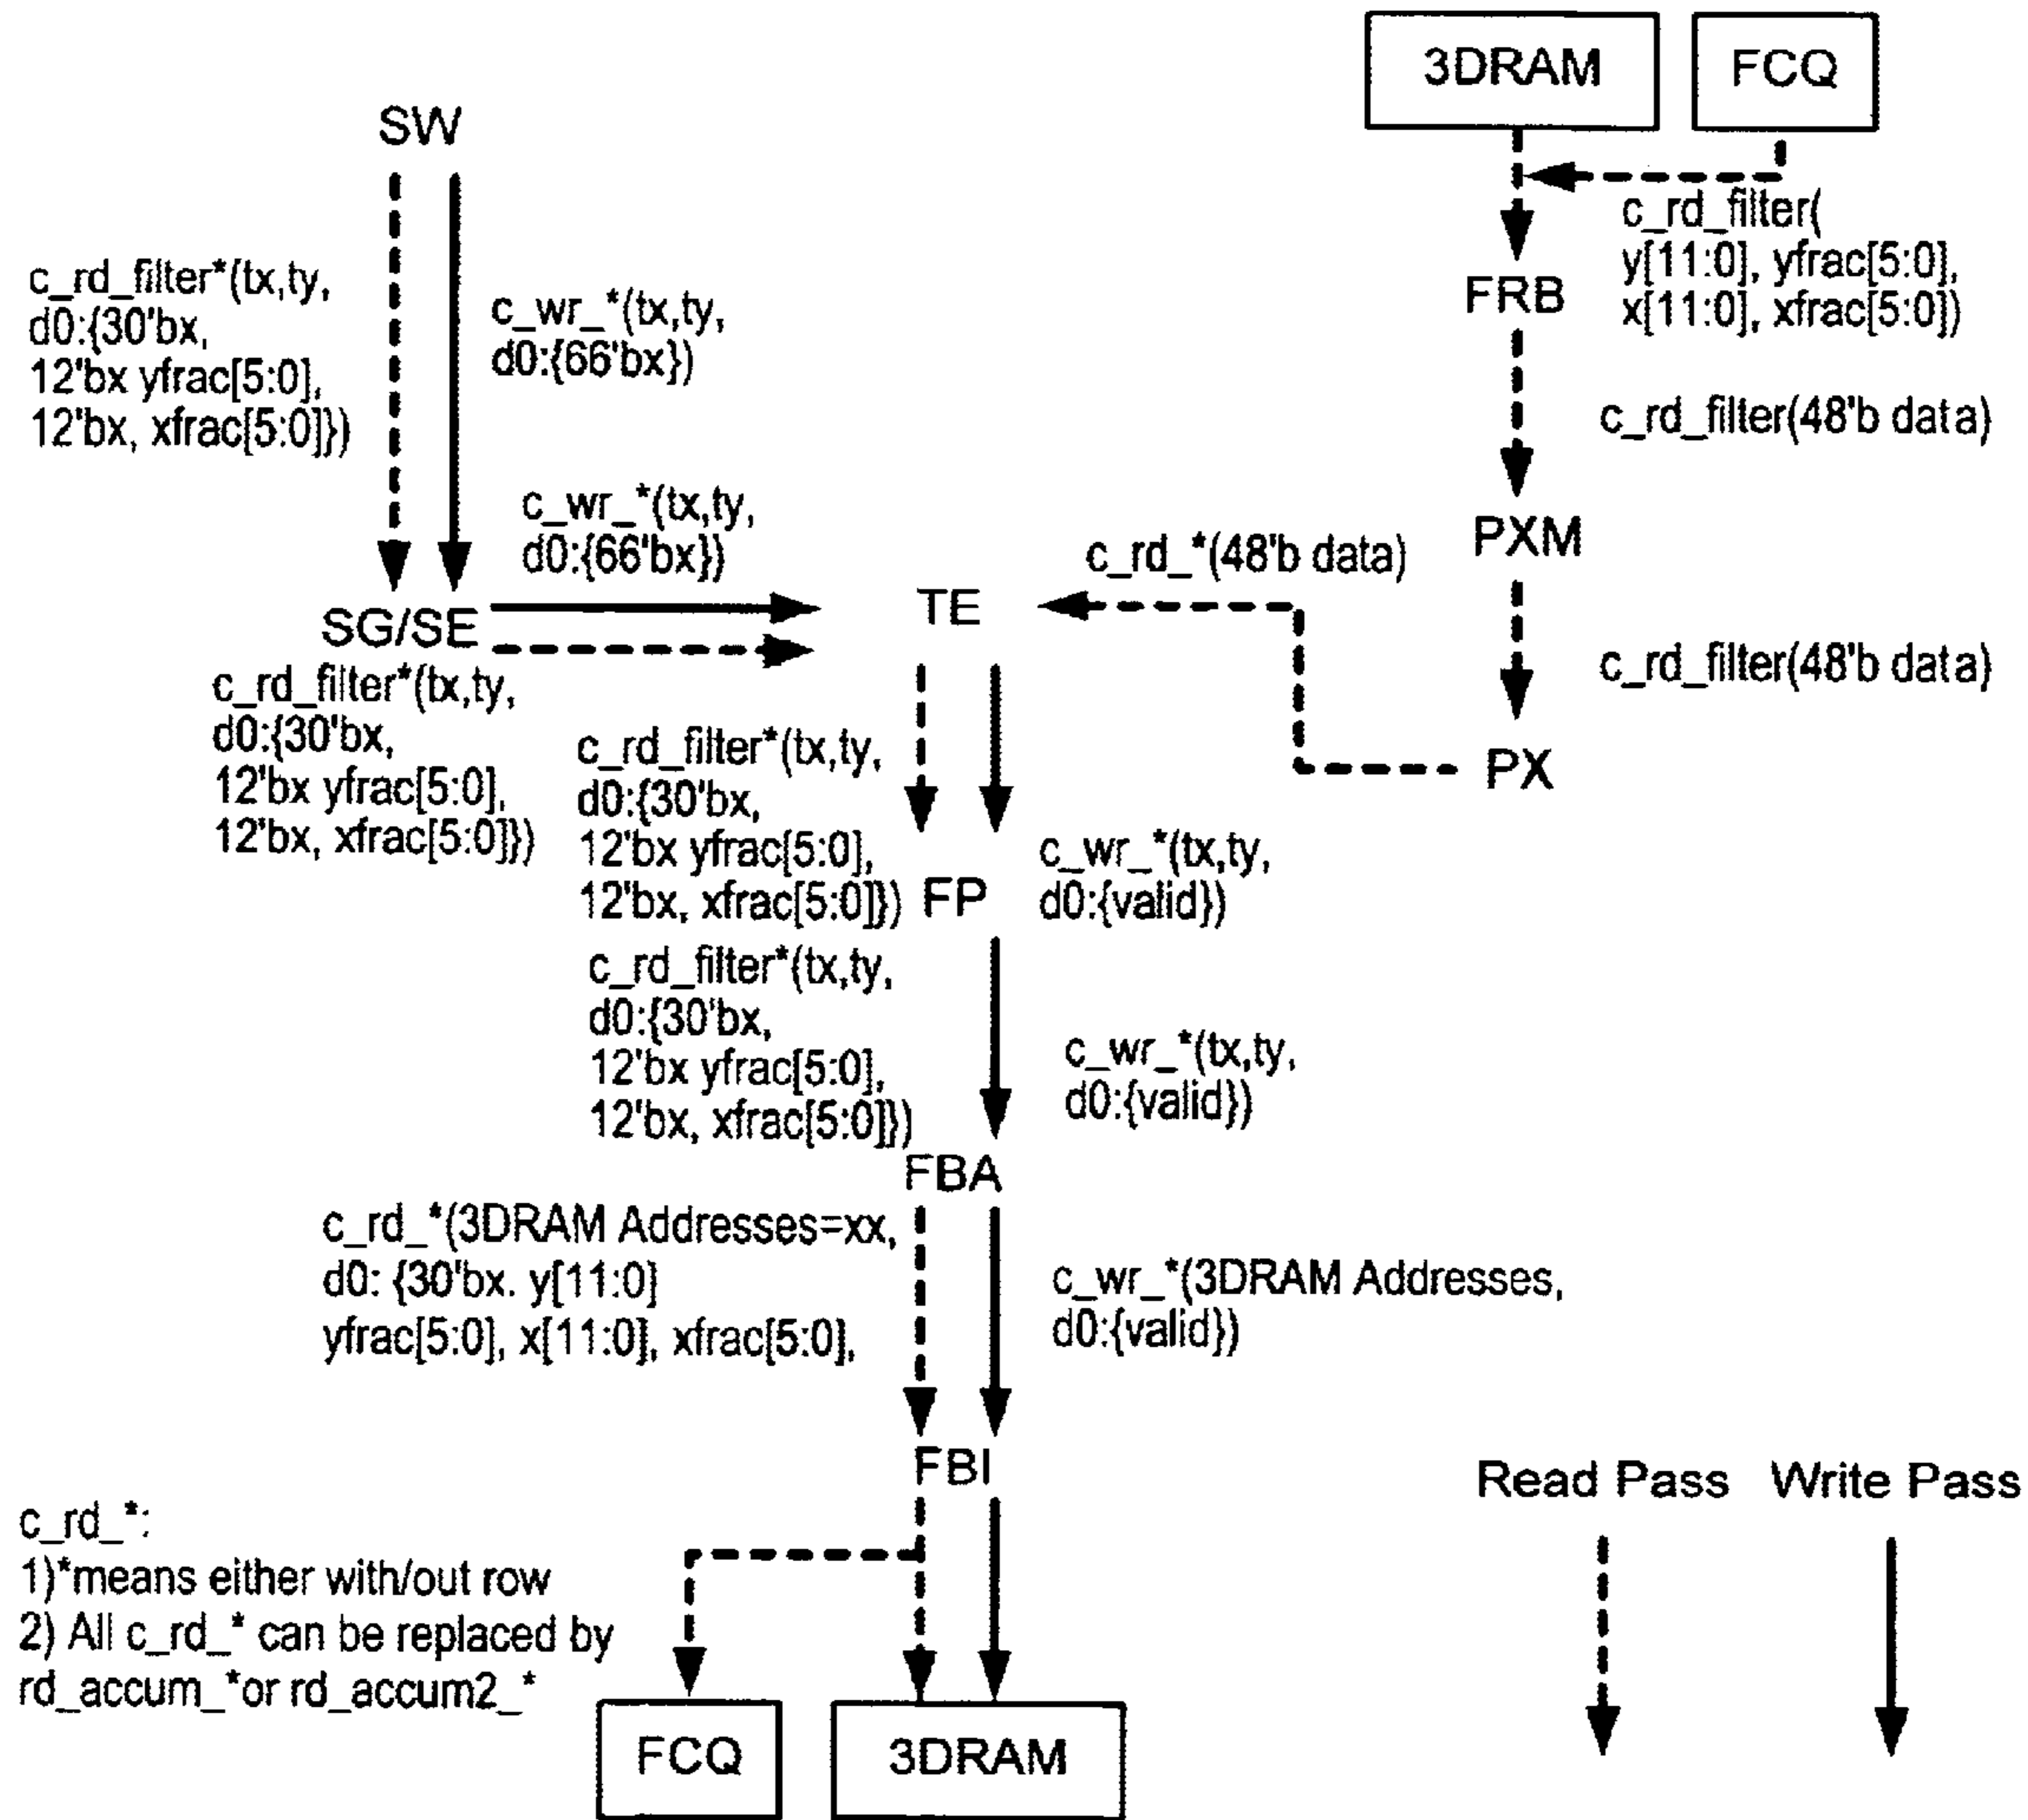 3DRAM
FCQ
SW
c_rd_filter(
y[11:0], yfrac[5:0],
x[11:0], xfrac[5:0])
c_rd_filter*(tx,ty,
d0:{30'bx,
12'bx yfrac[5:0],
12'bx, xfrac[5:0]})
c_wr_*(tx,ty,
d0:{66'bx})
FRB
c_rd_filter(48'b data)
c_wr_*(tx,ty,
d0:{66'bx})
PXM
c_rd_*(48'b data)
SG/SE
TE
c_rd_filter(48'b data)
c_rd_filter*(tx,ty,
d0:{30'bx,
12'bx yfrac[5:0],
12'bx, xfrac[5:0]})
c_rd_filter*(tx,ty,
d0:{30'bx,
12'bx yfrac[5:0],
12'bx, xfrac[5:0]})
PX
c_wr_*(tx,ty,
d0:{valid})
FP
c_rd_filter*(tx,ty,
d0:{30'bx,
12'bx yfrac[5:0],
12'bx, xfrac[5:0]})
c_wr_*(tx,ty,
d0:{valid})
FBA
c_rd_*(3DRAM Addresses=xx,
d0: {30'bx. y[11:0]
yfrac[5:0], x[11:0], xfrac[5:0],
c_wr_*(3DRAM Addresses,
d0:{valid})
FBI
Read Pass
Write Pass
c_rd_*:
1)*means either with/out row
2) All c_rd_* can be replaced by
rd_accum_*or rd_accum2_*
FCQ
3DRAM